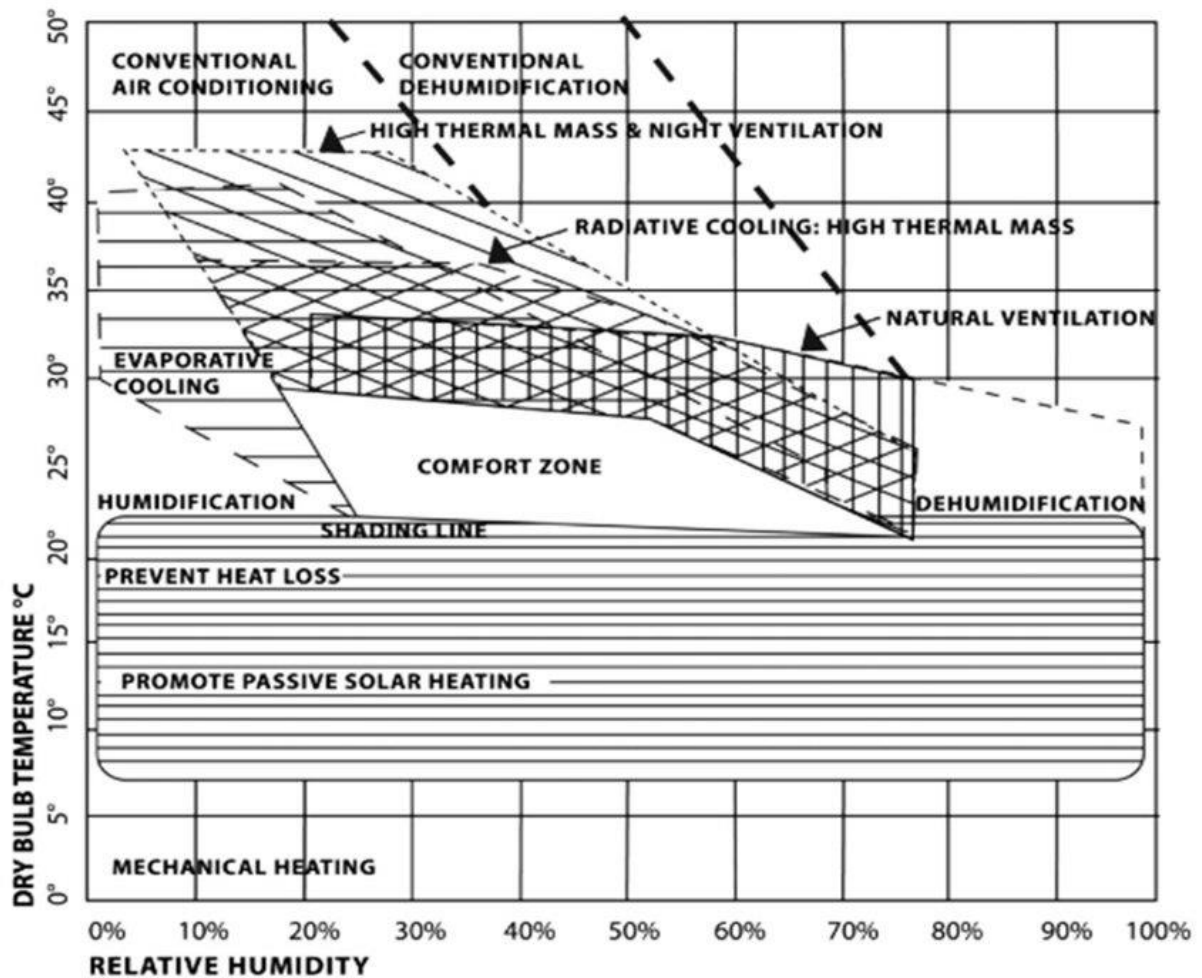 50°
CONVENTIONAL
AIR CONDITIONING
CONVENTIONAL
DEHUMIDIFICATION
45°
HIGH THERMAL MASS & NIGHT VENTILATION
40°
RADIATIVE COOLING: HIGH THERMAL MASS
35°
NATURAL VENTILATION
EVAPORATIVE
COOLING
30°
25°
COMFORT ZONE
HUMIDIFICATION
DEHUMIDIFICATION
SHADING LINE
20°
PREVENT HEAT LOSS
15°
PROMOTE PASSIVE SOLAR HEATING
10°
5°
MECHANICAL HEATING
0°
DRY BULB TEMPERATURE °C
0% 10% 20% 30% 40% 50% 60% 70% 80% 90% 100%
RELATIVE HUMIDITY